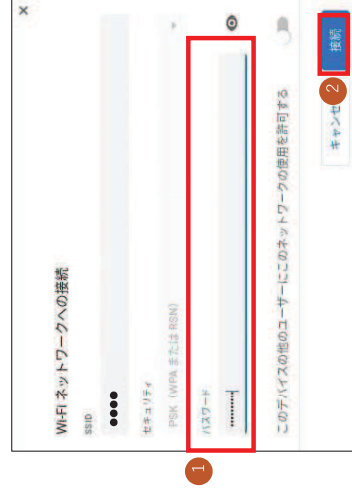 ×
Wi-Fi ネットワークへの接続
SSID
••••
セキュリティ
PSK（WPA または RSN）
パスワード
••••••••••
このデバイスの他のユーザーにこのネットワークの使用を許可する
キャンセ
接続
1
2